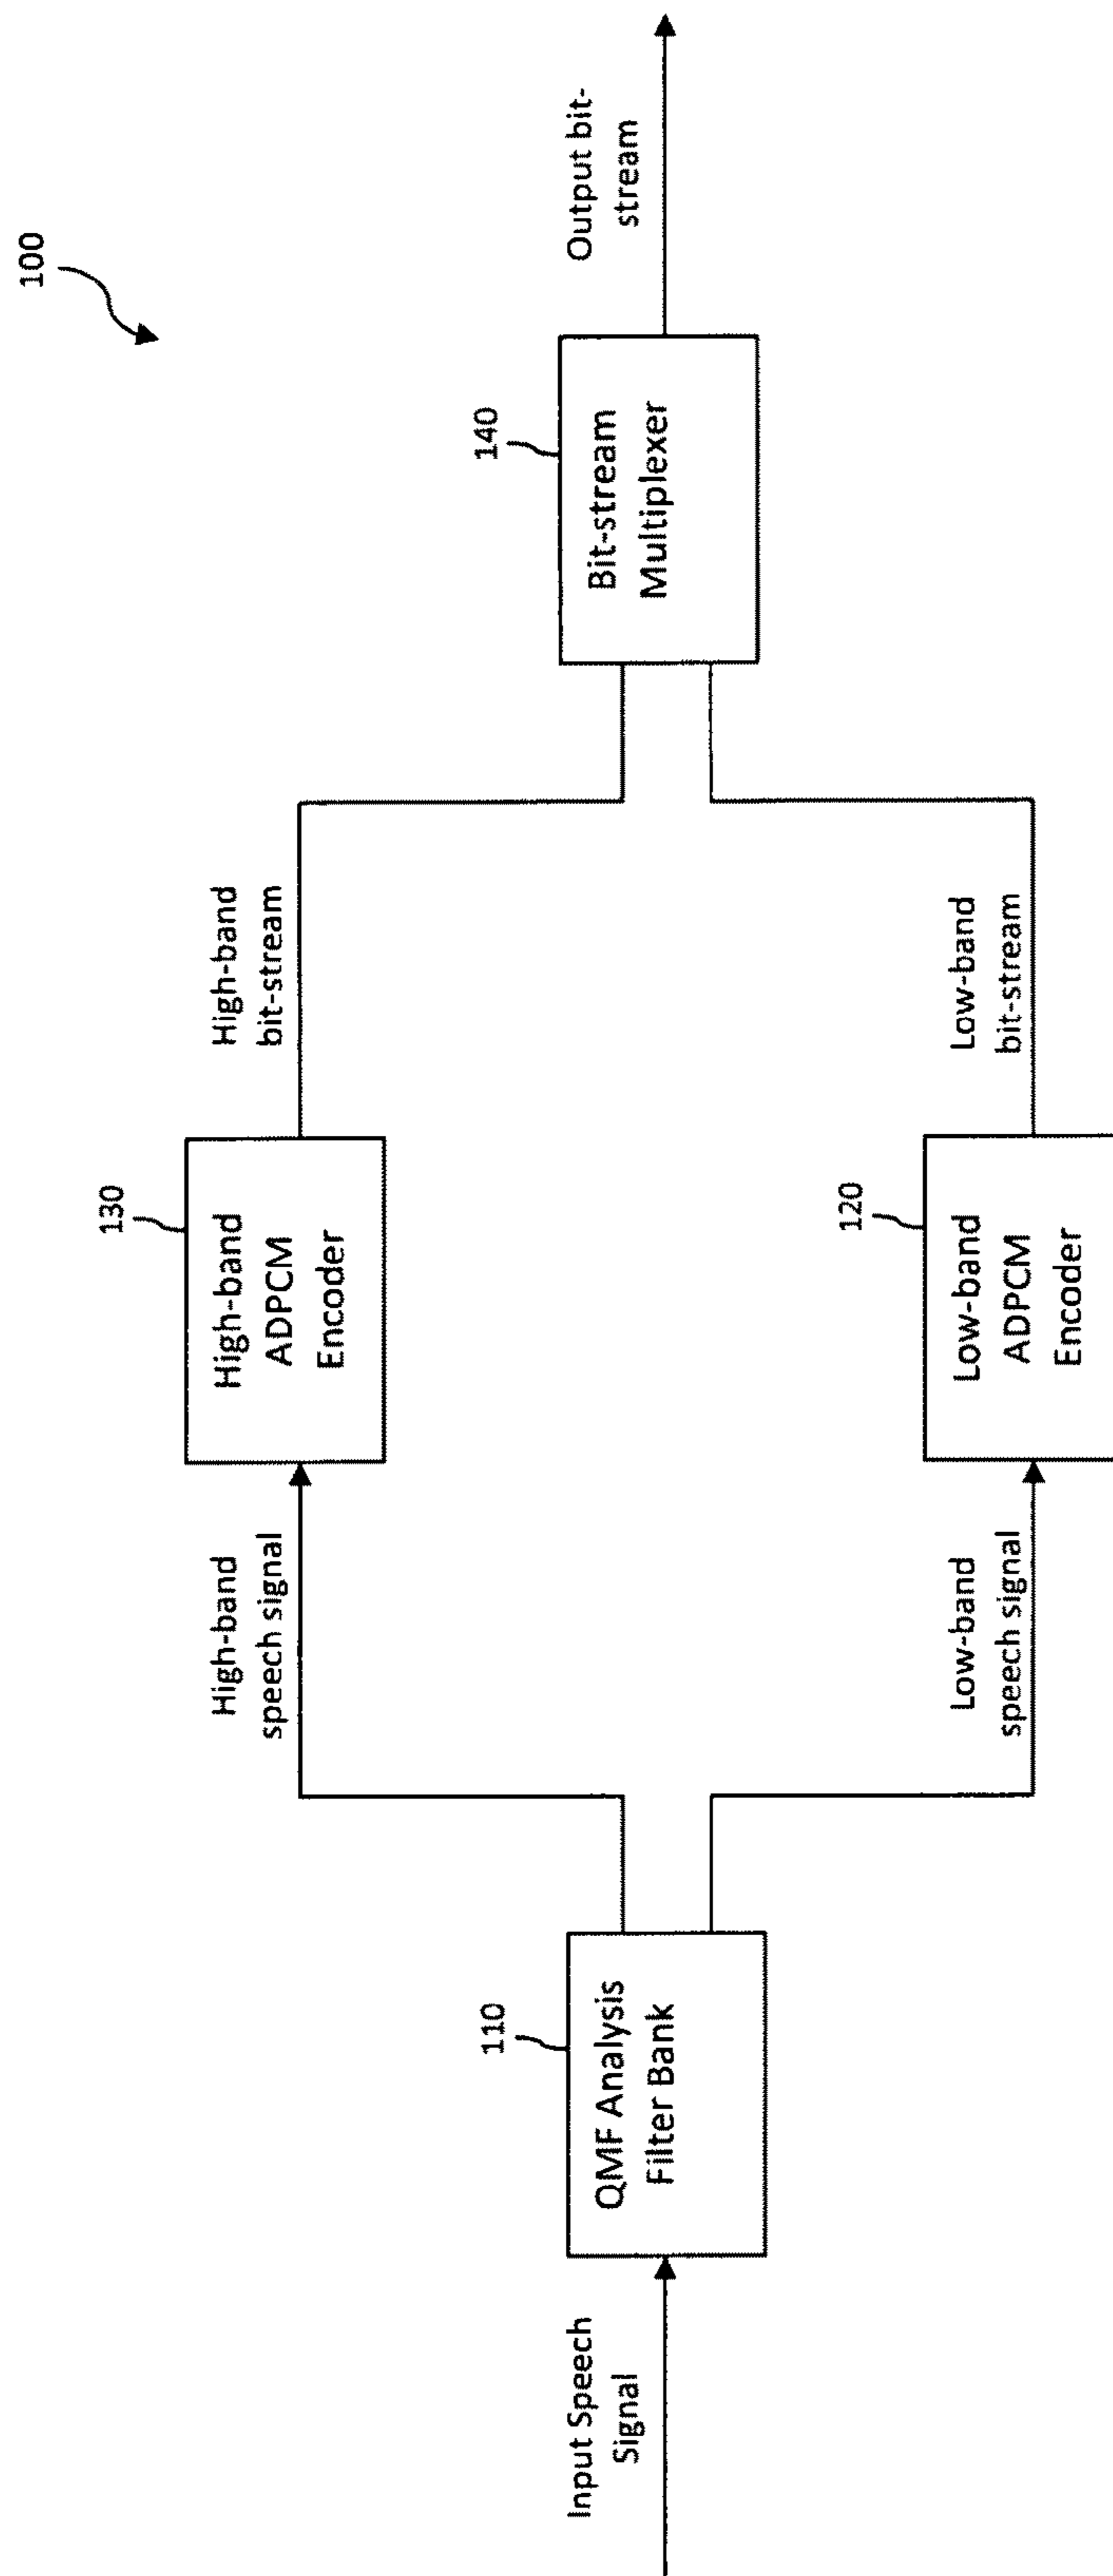 100
Input Speech
Signal
110
QMF Analysis
Filter Bank
High-band
speech signal
130
High-band
ADPCM
Encoder
High-band
bit-stream
Low-band
speech signal
120
Low-band
ADPCM
Encoder
Low-band
bit-stream
140
Bit-stream
Multiplexer
Output bit-
stream